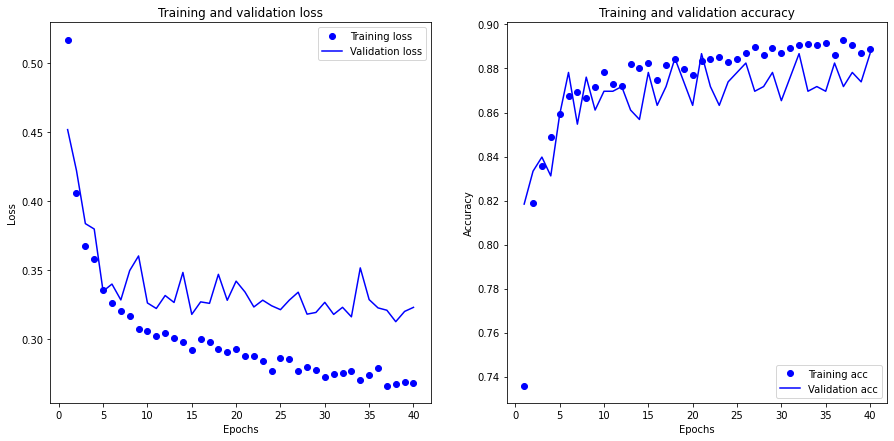 Training and validation loss
Training loss
Validation loss
0.50
0.45
0.40
0.35
0.30
Loss
0 5 10 15 20 25 30 35 40
Epochs
Training and validation accuracy
0.90
0.88
0.86
0.84
0.82
0.80
0.78
0.76
0.74
Accuracy
Training acc
Validation acc
0 5 10 15 20 25 30 35 40
Epochs